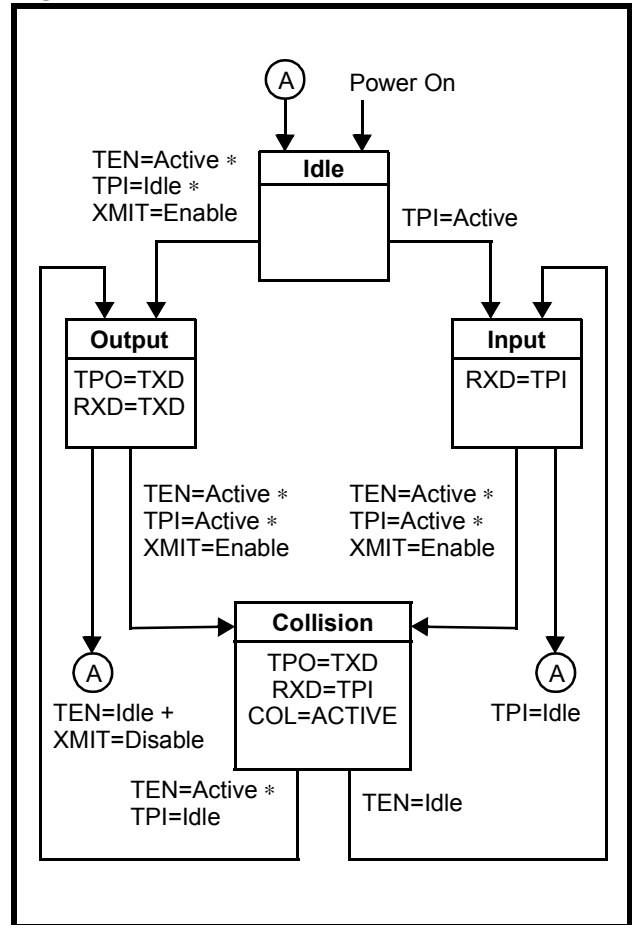 A
Power On
TEN=Active *
TPI=Idle *
XMIT=Enable
Idle
TPI=Active
Output
TPO=TXD
RXD=TXD
Input
RXD=TPI
TEN=Active *
TPI=Active *
XMIT=Enable
TEN=Active *
TPI=Active *
XMIT=Enable
Collision
TPO=TXD
RXD=TPI
COL=ACTIVE
A
TEN=Idle +
XMIT=Disable
A
TPI=Idle
TEN=Active *
TPI=Idle
TEN=Idle